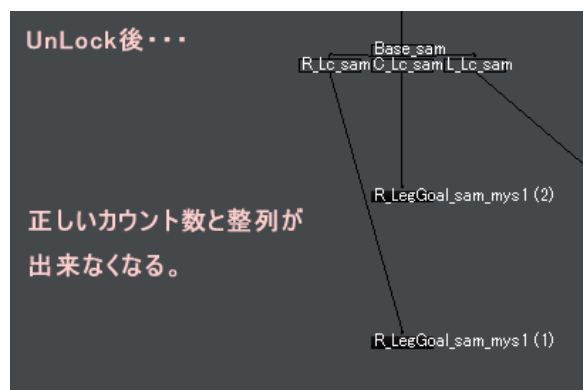 UnLock後・・・
Base_sam
R_Lc_sam C_Lc_sam L_Lc_sam
R_LegGoal_sam_mys1 (2)
正しいカウント数と整列が
出来なくなる。
R_LegGoal_sam_mys1 (1)